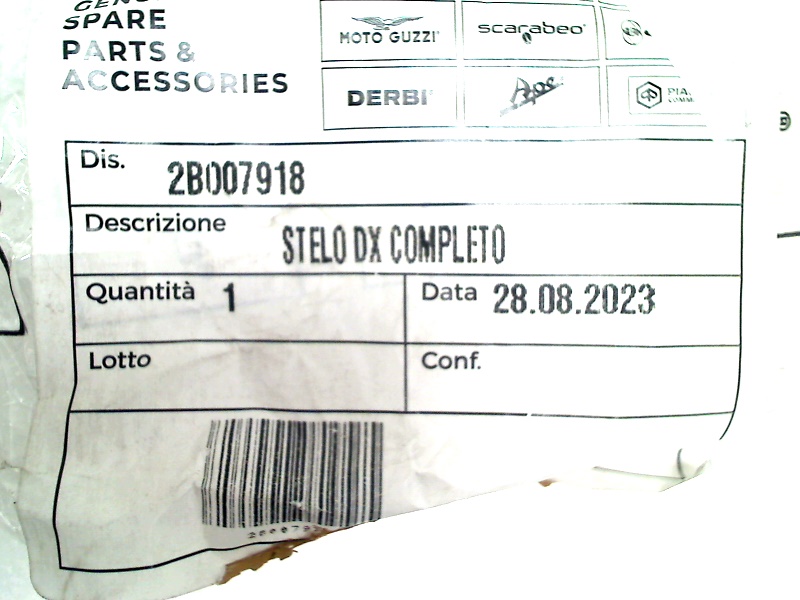 SPARE
PARTS &
ACCESSORIES
MOTO GUZZI
scarabeo
DERBI
Ape
Dis. 2B007918
Descrizione STELO DX COMPLETO
Quantità 1 Data 28.08.2023
Lotto Conf.